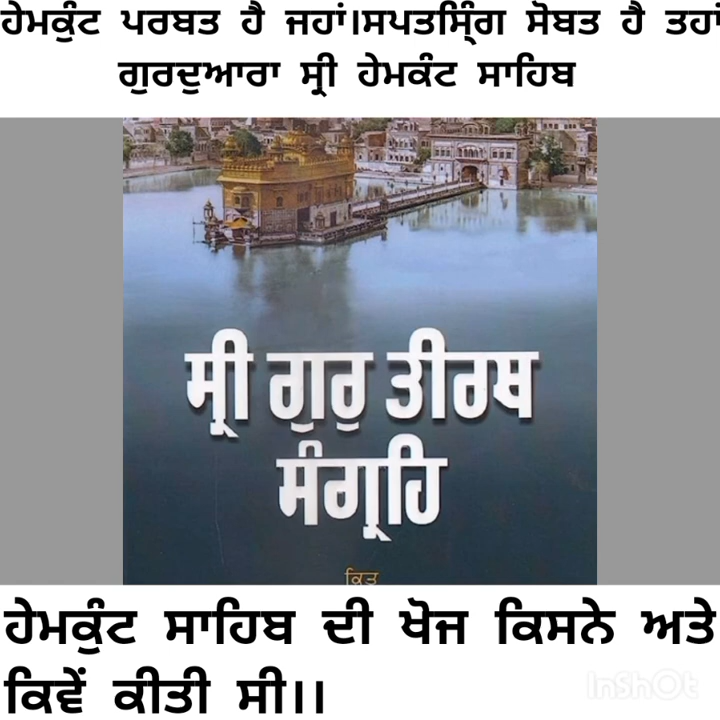 ਹੇਮਕੁੰਟ ਪਰਬਤ ਹੈ ਜਹਾਂ।ਸਪਤਸ੍ਰਿੰਗ ਸੋਬਤ ਹੈ ਤਹਾਂ
ਗੁਰਦੁਆਰਾ ਸ੍ਰੀ ਹੇਮਕੰਟ ਸਾਹਿਬ
ਸ੍ਰੀ ਗੁਰੁ ਤੀਰਥ
ਸੰਗ੍ਰਹਿ
ਕ੍ਰਿਤ
ਹੇਮਕੁੰਟ ਸਾਹਿਬ ਦੀ ਖੋਜ ਕਿਸਨੇ ਅਤੇ
ਕਿਵੇਂ ਕੀਤੀ ਸੀ।।
InShOt